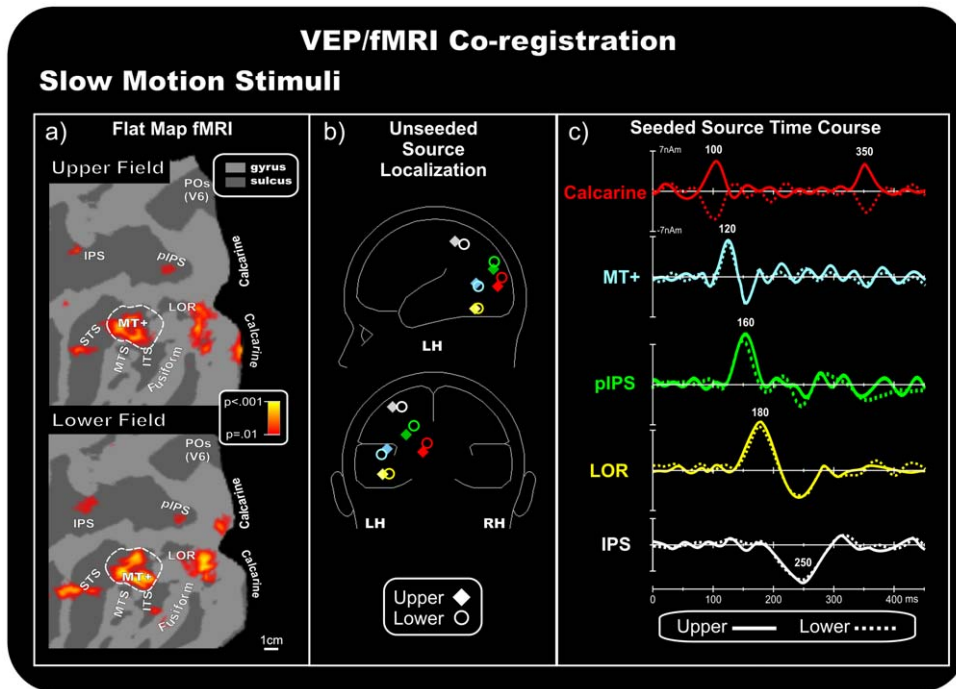 VEP/fMRI Co-registration
Slow Motion Stimuli
a)
Flat Map fMRI
Upper Field
gyrus
sulcus
POs
(V6)
IPS
pIPS
Calcarine
LOR
MT+
STS
MTS
ITS
Fusiform
Calcarine
p<.001
p=.01
Lower Field
POs
(V6)
IPS
pIPS
Calcarine
LOR
MT+
STS
MTS
ITS
Fusiform
Calcarine
1cm
b)
Unseeded
Source
Localization
LH
LH RH
Upper
Lower
c)
Seeded Source Time Course
7nAm
100
350
Calcarine
-7nAm
120
MT+
160
pIPS
180
LOR
IPS
250
0 100 200 300 400 ms
Upper Lower